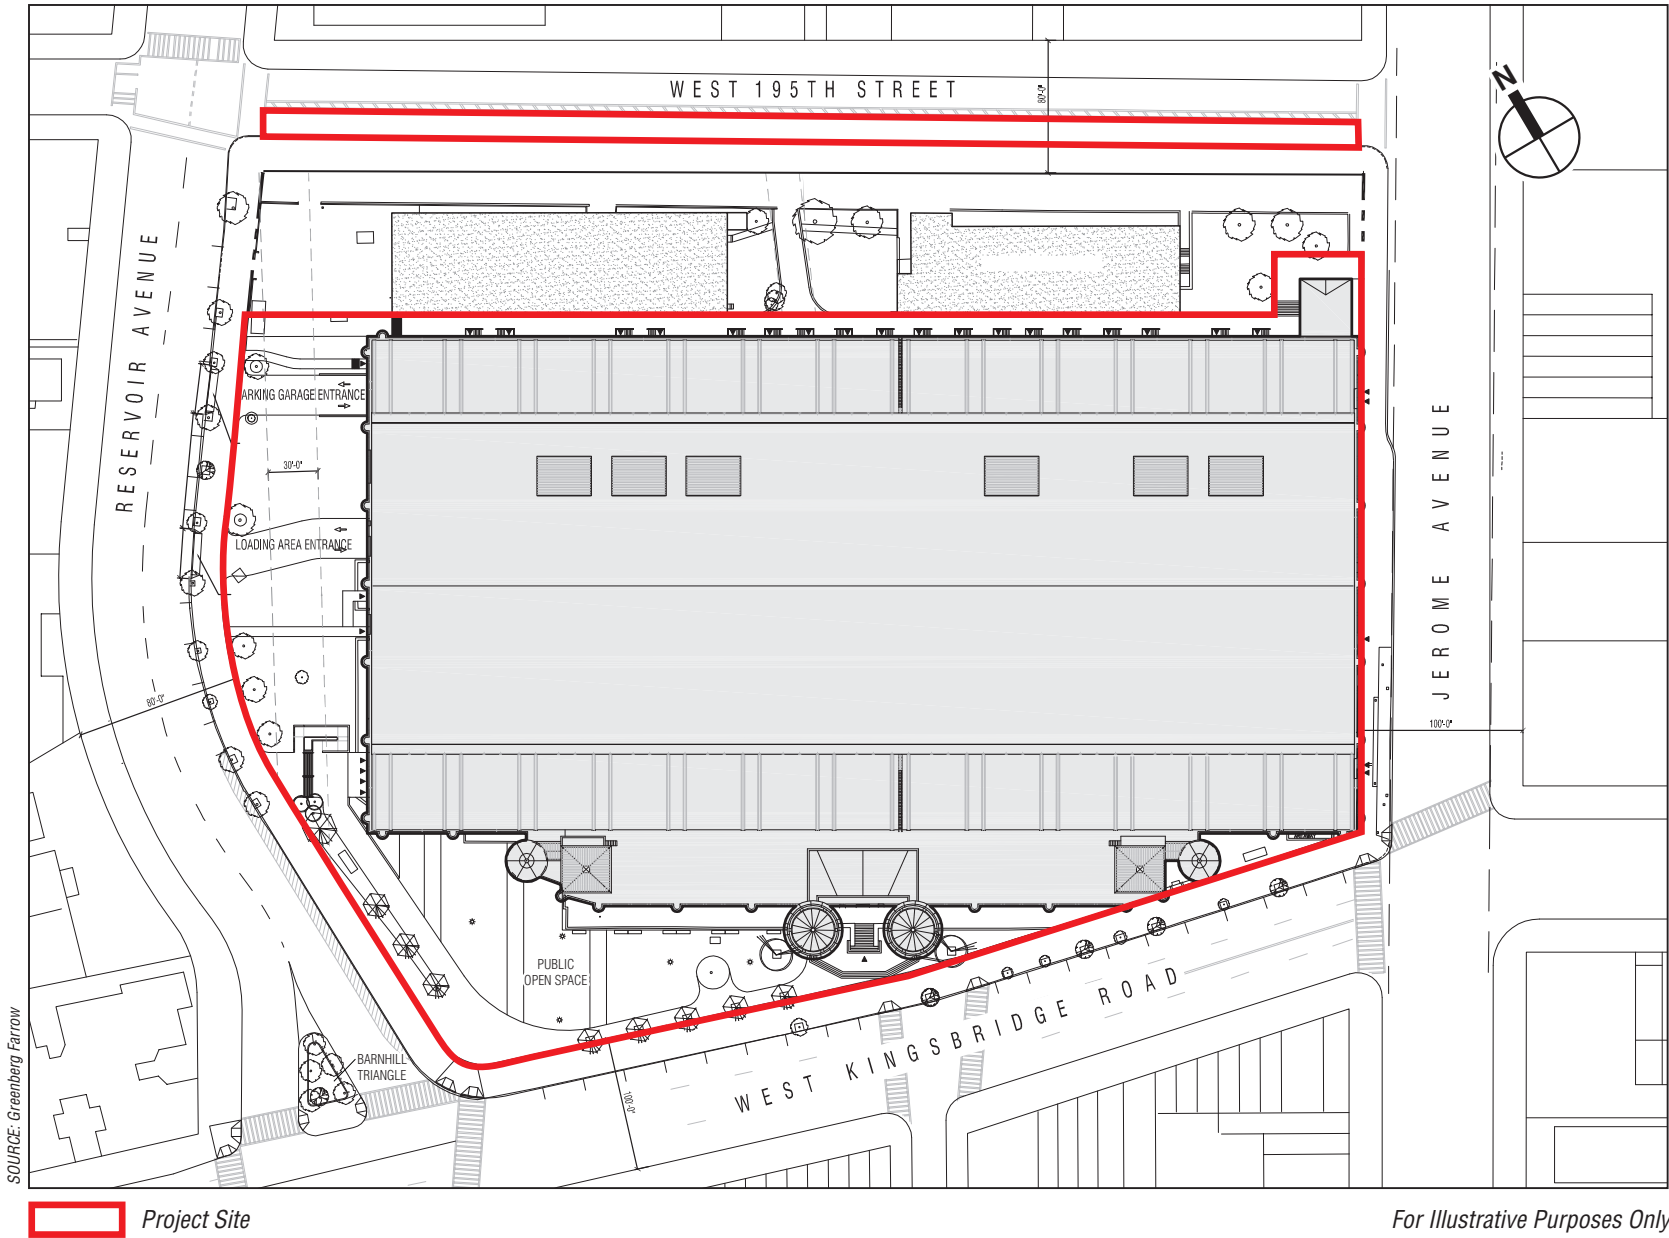 WEST 195TH STREET
80'-0"
N
RESERVOIR AVENUE
ARKING GARAGE ENTRANCE
30'-0"
LOADING AREA ENTRANCE
JEROME AVENUE
80'-0"
100'-0"
PUBLIC
OPEN SPACE
WEST KINGSBRIDGE ROAD
BARNHILL
TRIANGLE
100'-0"
SOURCE: Greenberg Farrow
Project Site
For Illustrative Purposes Only